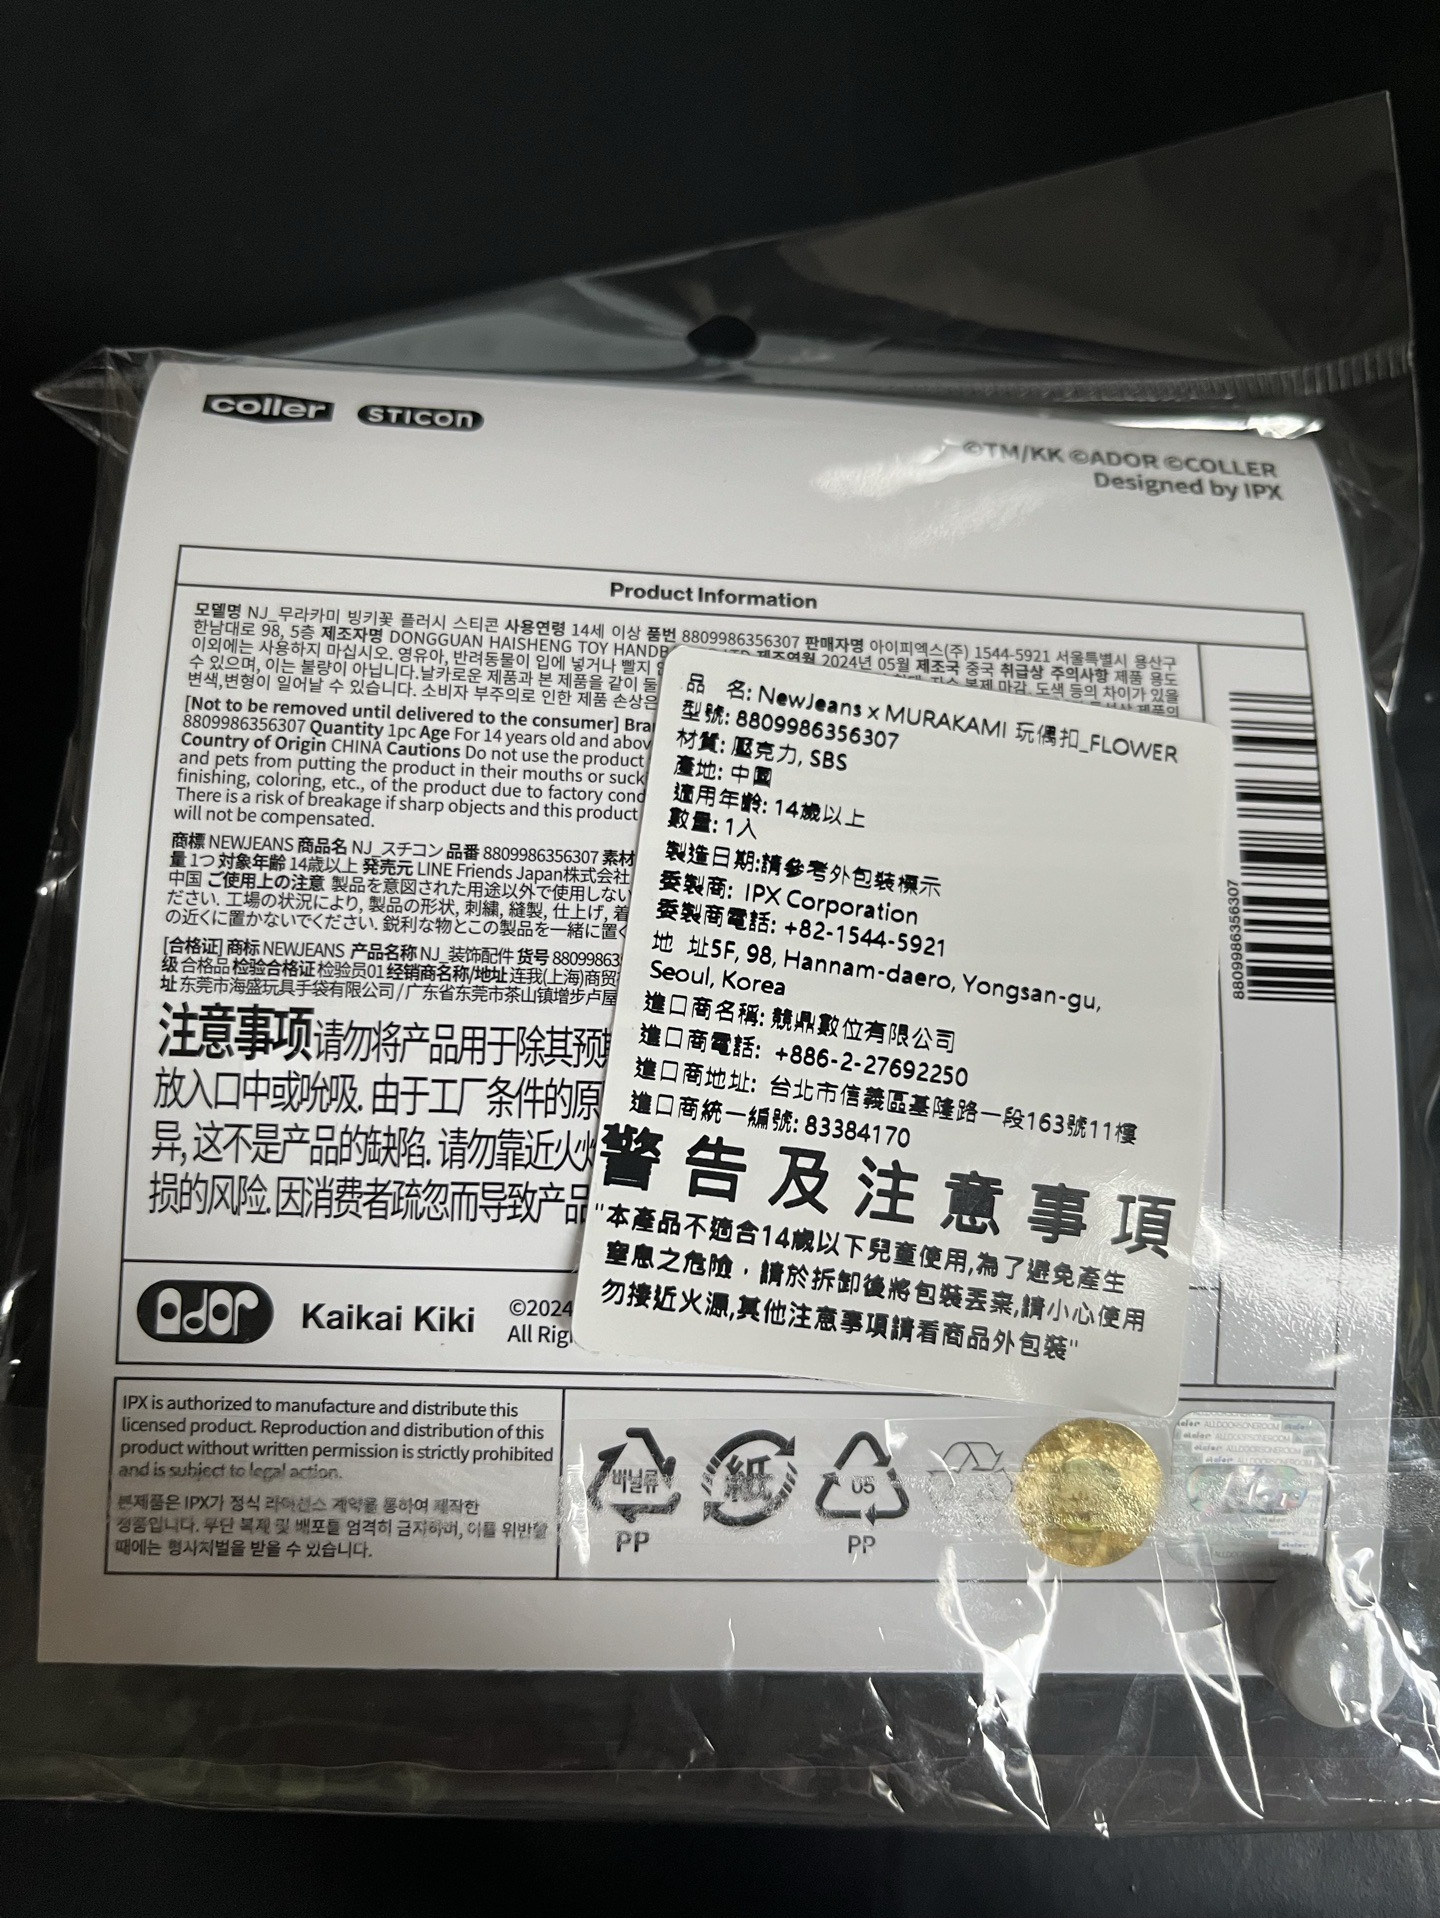 coller STICON
©TM/KK ©ADOR ©COLLER
Designed by IPX
Product Information
모델명 NJ_무라카미 빙키꽃 플러시 스티콘 사용연령 14세 이상 품번 8809986356307 판매자명 아이피엑스(주) 1544-5921 서울특별시 용산구
한남대로 98, 5층 제조자명 DONGGUAN HAISHENG TOY HANDB 제조연월 2024년 05월 제조국 중국 취급상 주의사항 제품 용도
이외에는 사용하지 마십시오. 영유아, 반려동물이 입에 넣거나 빨지
수 있으며, 이는 불량이 아닙니다.날카로운 제품과 본 제품을 같이 둘
변색,변형이 일어날 수 있습니다. 소비자 부주의로 인한 제품 손상은
[Not to be removed until delivered to the consumer] Bra
8809986356307 Quantity 1pc Age For 14 years old and abov
Country of Origin CHINA Cautions Do not use the product
and pets from putting the product in their mouths or suck
finishing, coloring, etc., of the product due to factory cond
There is a risk of breakage if sharp objects and this product
will not be compensated.
商標 NEWJEANS 商品名 NJ_スチコン 品番 8809986356307 素材
量 1つ 対象年齢 14歳以上 発売元 LINE Friends Japan株式会社
中国 ご使用上の注意 製品を意図された用途以外で使用しない
ださい. 工場の状況により, 製品の形状, 刺繍, 縫製, 仕上げ, 着
の近くに置かないでください. 鋭利な物とこの製品を一緒に置く
[合格证] 商标 NEWJEANS 产品名称 NJ_装饰配件 货号 88099863
级 合格品 检验合格证 检验员01 经销商名称/地址 连我(上海)商贸
址 东莞市海盛玩具手袋有限公司/广东省东莞市茶山镇增步卢屋
注意事项 请勿将产品用于除其预
放入口中或吮吸. 由于工厂条件的原
异, 这不是产品的缺陷. 请勿靠近火
损的风险. 因消费者疏忽而导致产品
品 名: NewJeans x MURAKAMI 玩偶扣_FLOWER
型號: 8809986356307
材質: 壓克力, SBS
產地: 中國
適用年齡: 14歲以上
數量: 1入
製造日期:請參考外包裝標示
委製商: IPX Corporation
委製商電話: +82-1544-5921
地 址5F, 98, Hannam-daero, Yongsan-gu,
Seoul, Korea
進口商名稱: 競鼎數位有限公司
進口商電話: +886-2-27692250
進口商地址: 台北市信義區基隆路一段163號11樓
進口商統一編號: 83384170
警告及注意事項
"本產品不適合14歲以下兒童使用,為了避免產生
窒息之危險，請於拆卸後將包裝丟棄,請小心使用
勿接近火源,其他注意事項請看商品外包裝"
8809986356307
ador Kaikai Kiki ©2024
All Rig
IPX is authorized to manufacture and distribute this
licensed product. Reproduction and distribution of this
product without written permission is strictly prohibited
and is subject to legal action.
본제품은 IPX가 정식 라이선스 계약을 통하여 제작한
정품입니다. 무단 복제 및 배포를 엄격히 금지하며, 이를 위반할
때에는 형사처벌을 받을 수 있습니다.
비닐류 紙 05
PP PP
ALLDOORSONEROOM